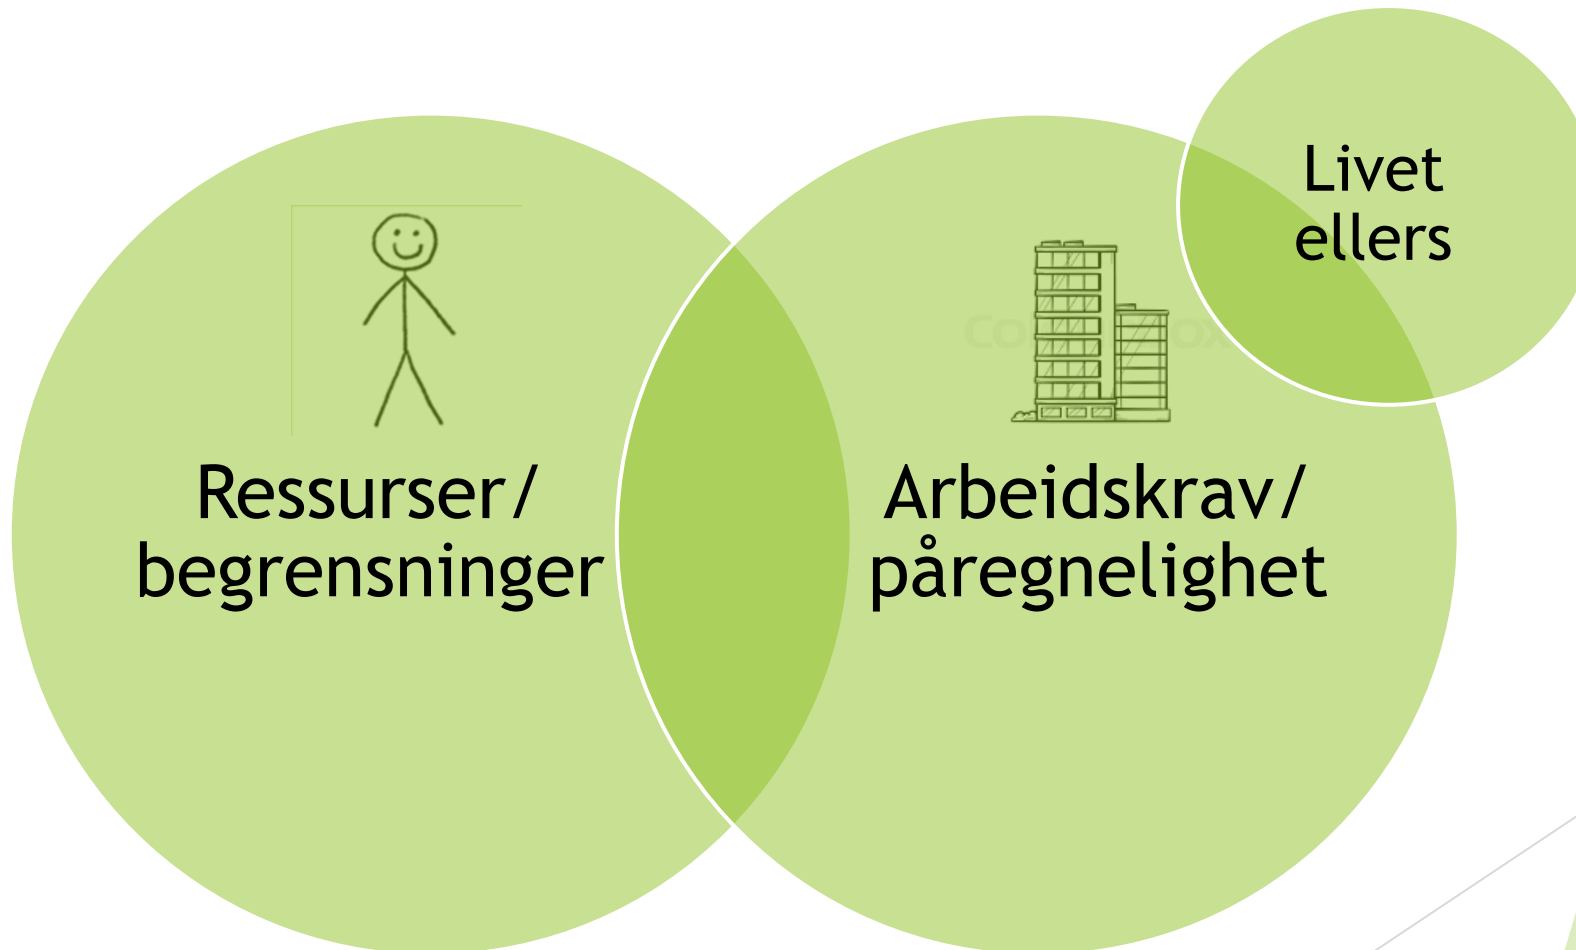 Livet
ellers
Ressurser/
begrensninger
Arbeidskrav/
påregnelighet